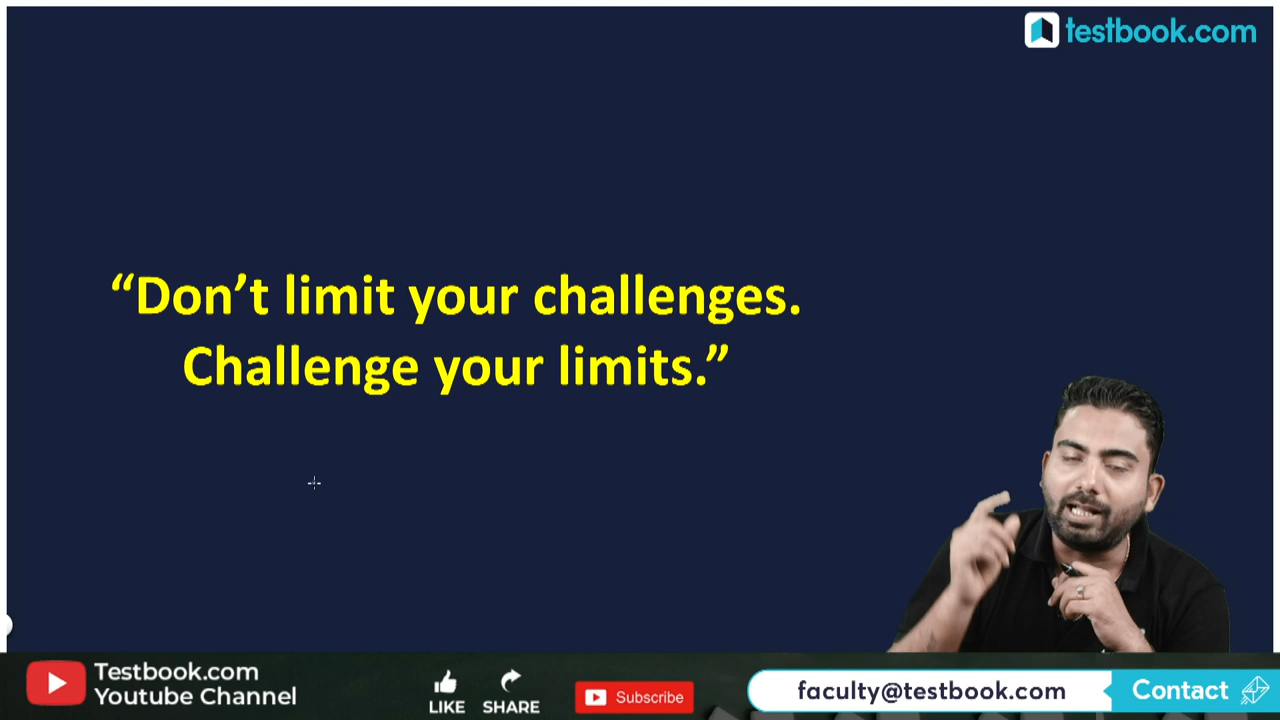 testbook.com
“Don’t limit your challenges.
Challenge your limits.”
Testbook.com
Youtube Channel
LIKE
SHARE
Subscribe
faculty@testbook.com
Contact